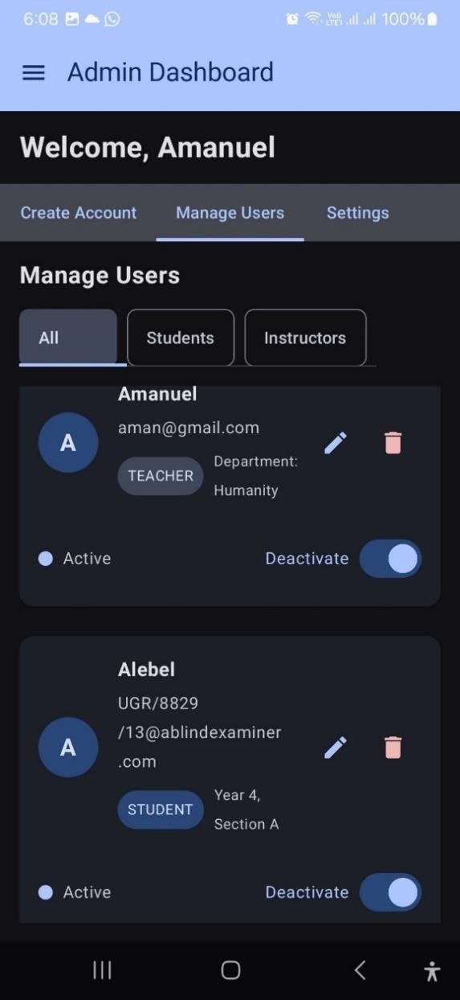 6:08 Vo)) LTE1 100%
Admin Dashboard
Welcome, Amanuel
Create Account Manage Users Settings
Manage Users
All Students Instructors
Amanuel
A
aman@gmail.com
TEACHER
Department:
Humanity
Active Deactivate
Alebel
UGR/8829
A
/13@ablindexaminer
.com
STUDENT
Year 4,
Section A
Active Deactivate